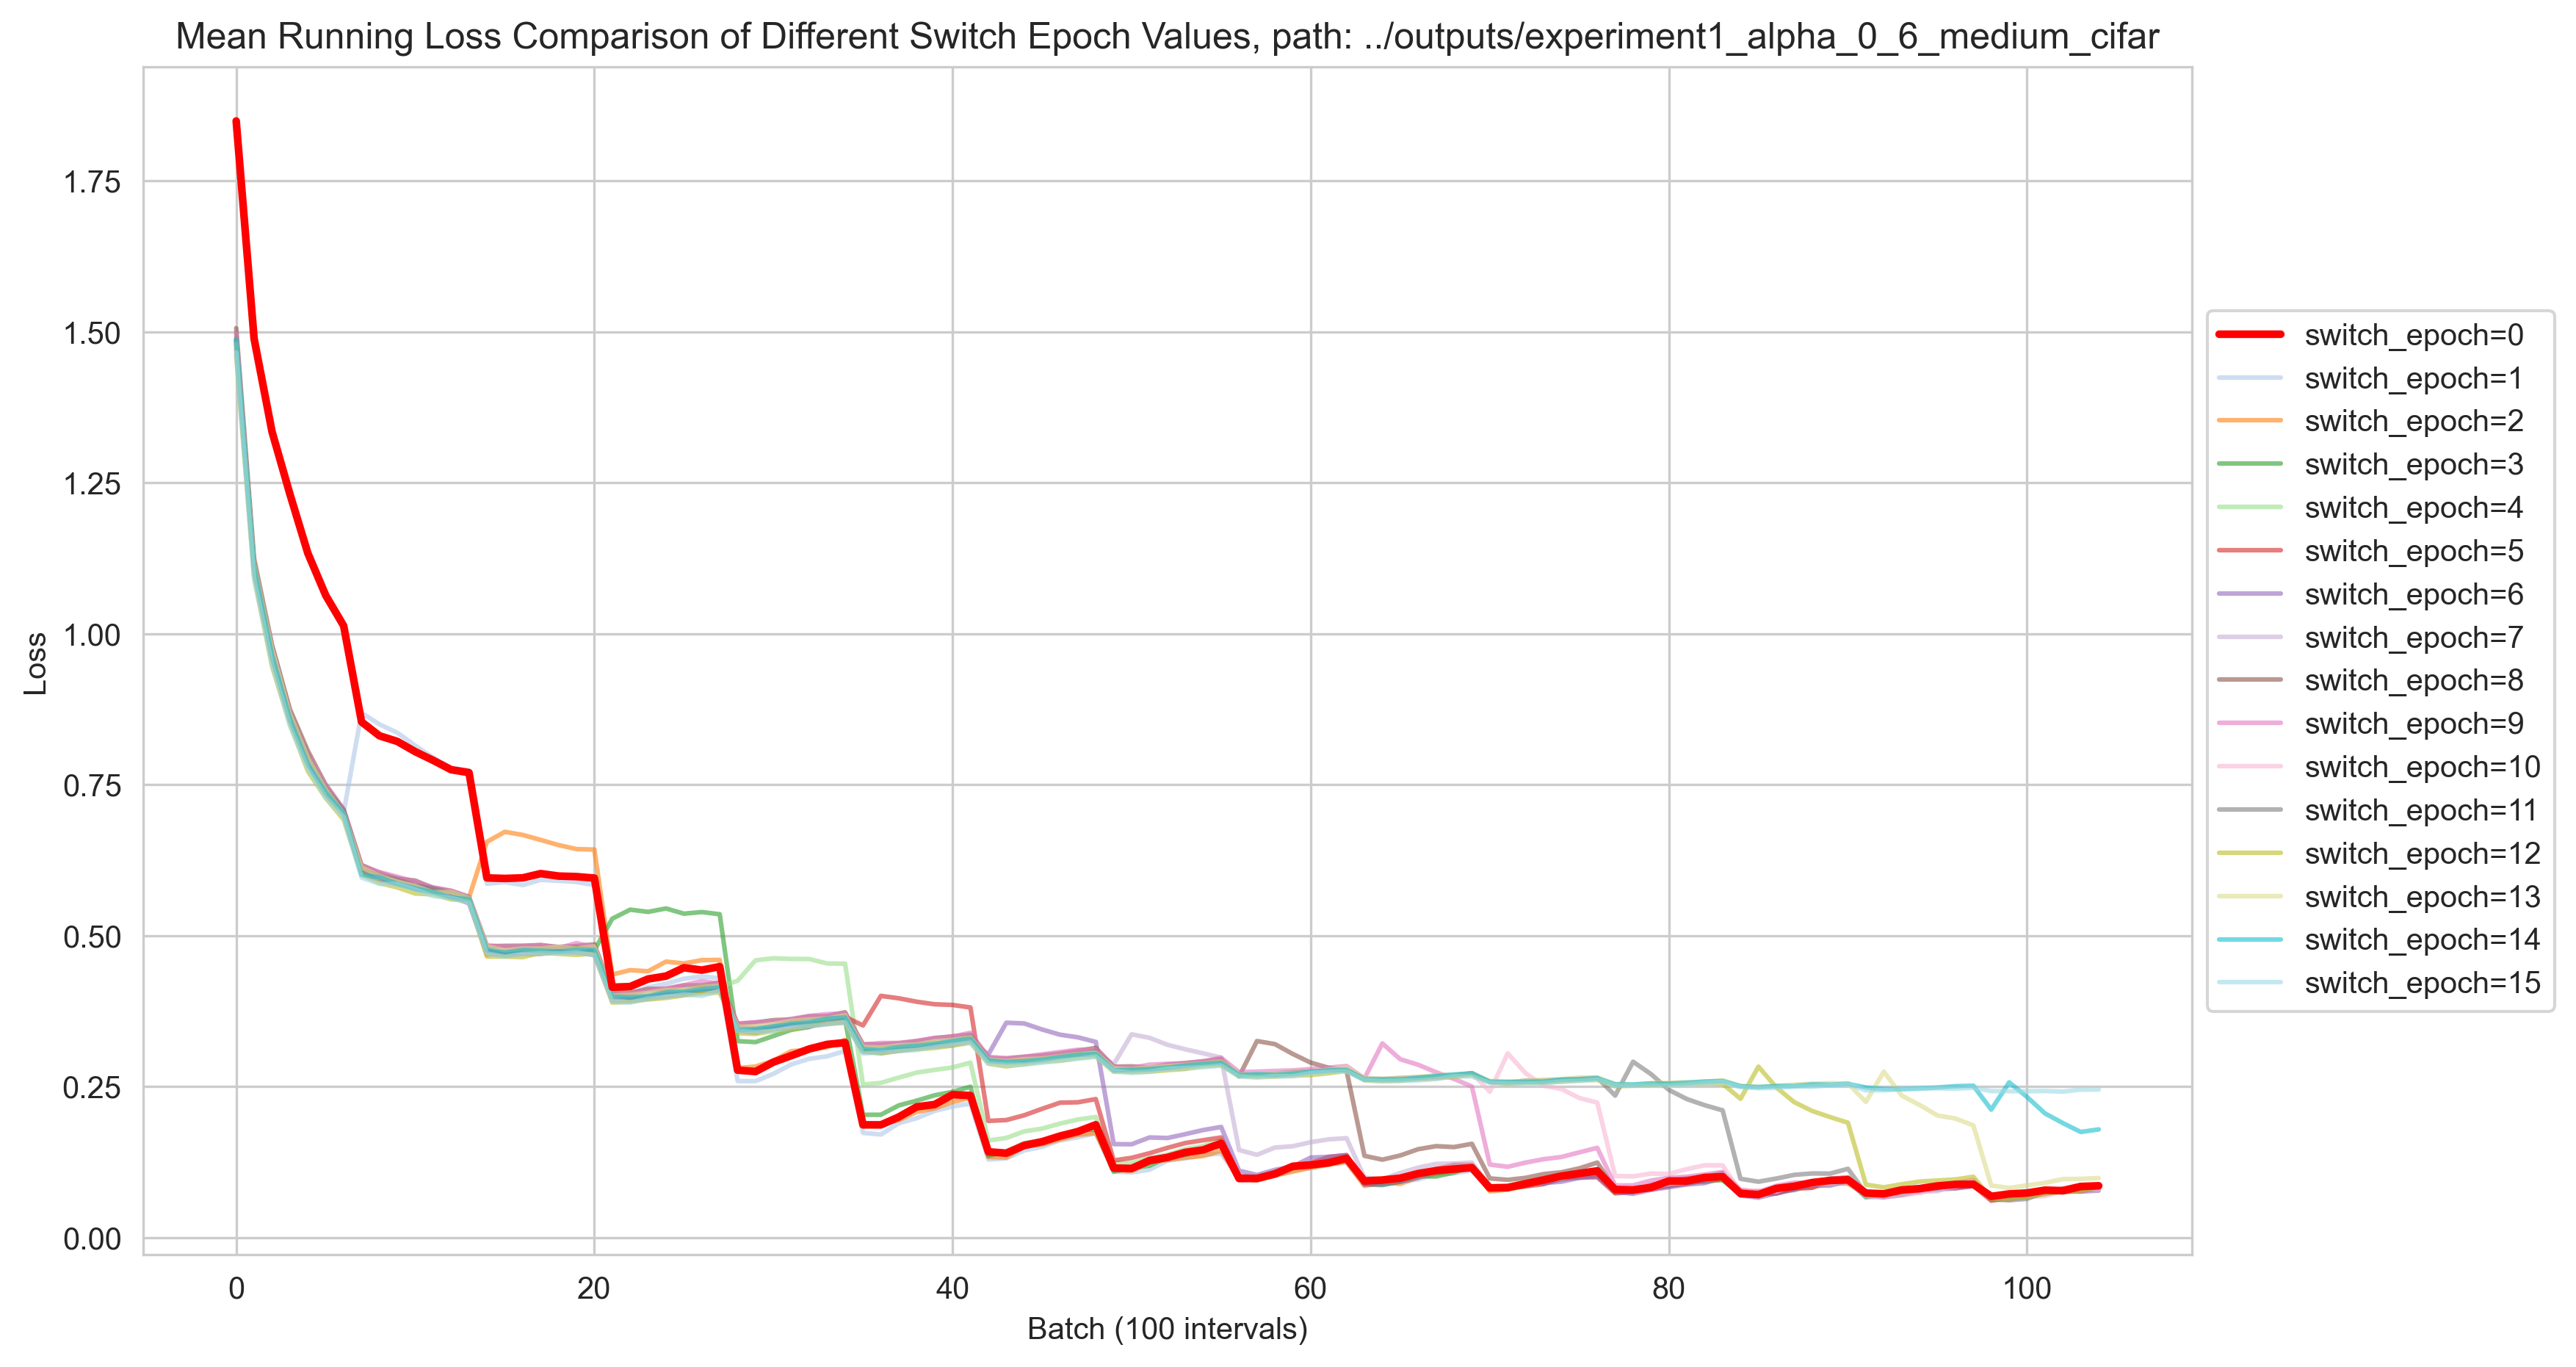 Mean Running Loss Comparison of Different Switch Epoch Values, path: ../outputs/experiment1_alpha_0_6_medium_cifar
1.75
1.50
1.25
1.00
0.75
0.50
0.25
0.00
Loss
0 20 40 60 80 100
Batch (100 intervals)
switch_epoch=0
switch_epoch=1
switch_epoch=2
switch_epoch=3
switch_epoch=4
switch_epoch=5
switch_epoch=6
switch_epoch=7
switch_epoch=8
switch_epoch=9
switch_epoch=10
switch_epoch=11
switch_epoch=12
switch_epoch=13
switch_epoch=14
switch_epoch=15